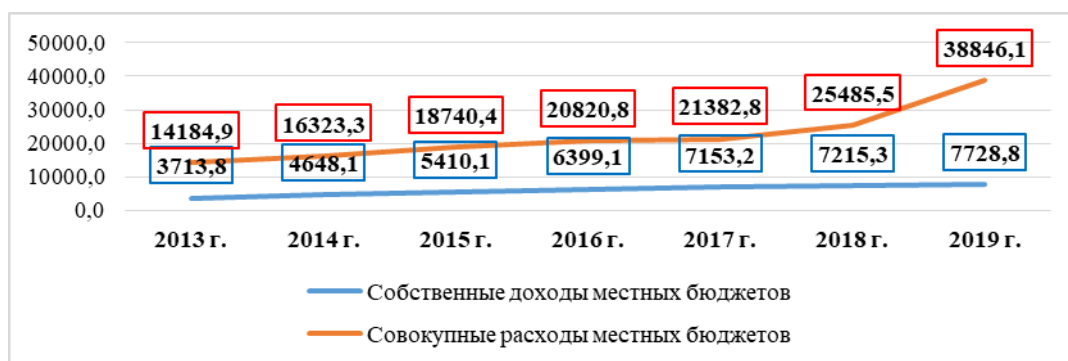 50000,0
40000,0
30000,0
20000,0
10000,0
0,0
14184,9
16323,3
18740,4
20820,8
21382,8
25485,5
38846,1
3713,8
4648,1
5410,1
6399,1
7153,2
7215,3
7728,8
2013 г.
2014 г.
2015 г.
2016 г.
2017 г.
2018 г.
2019 г.
Собственные доходы местных бюджетов
Совокупные расходы местных бюджетов